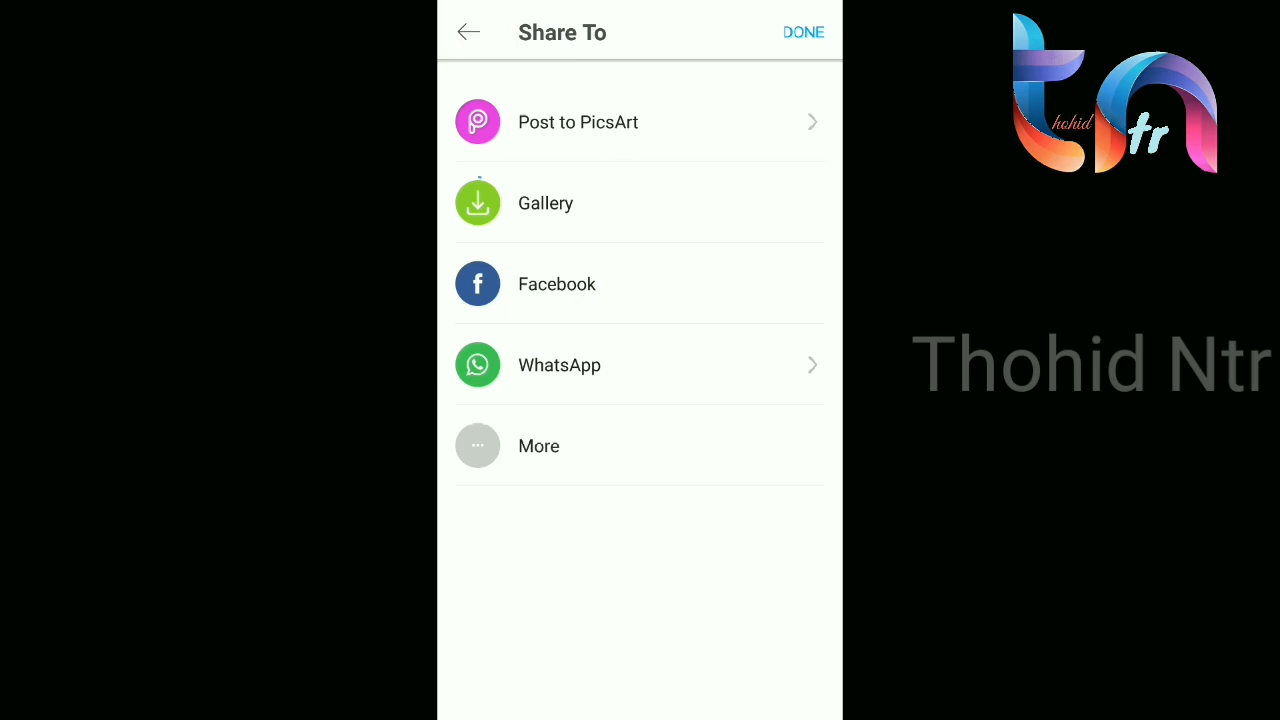 Share To
DONE
Post to PicsArt
Gallery
Facebook
WhatsApp
More
hohid
tr
Thohid Ntr